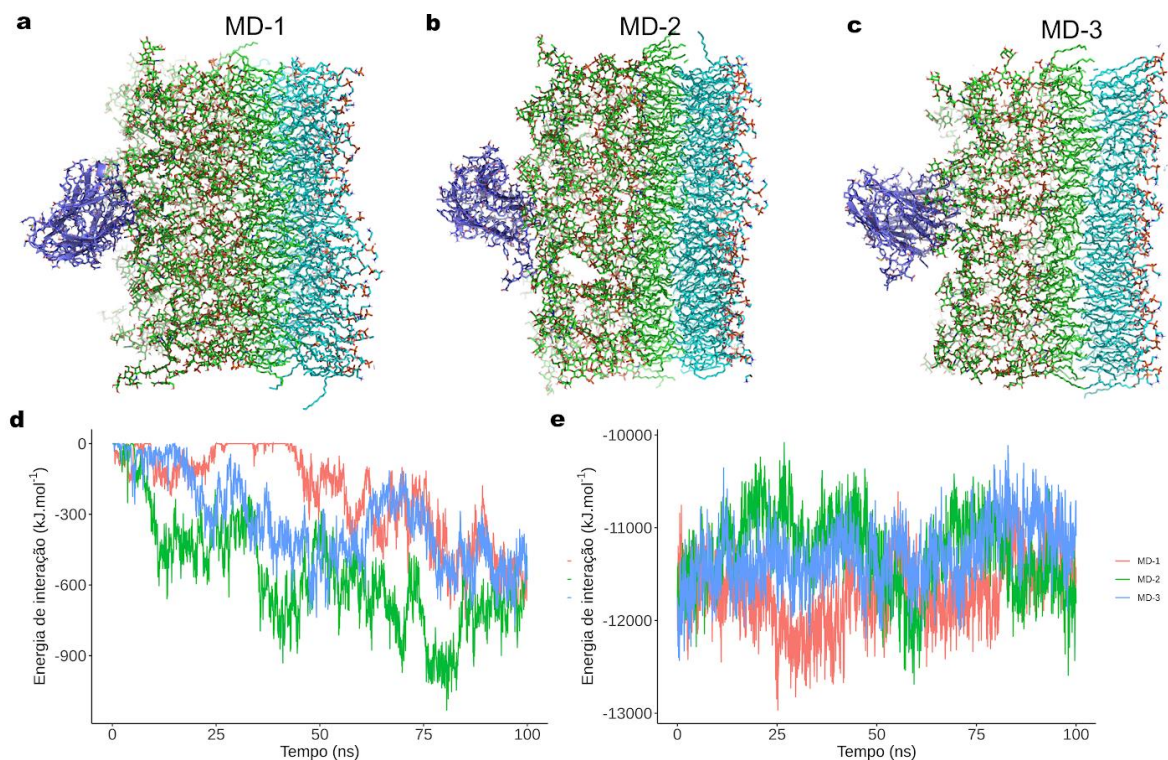 a
MD-1
b
MD-2
c
MD-3
d
Energia de interação (kJ.mol-1)
0
-300
-600
-900
0
25
50
75
100
Tempo (ns)
e
Energia de interação (kJ.mol-1)
-10000
-11000
-12000
-13000
0
25
50
75
100
Tempo (ns)
MD-1
MD-2
MD-3